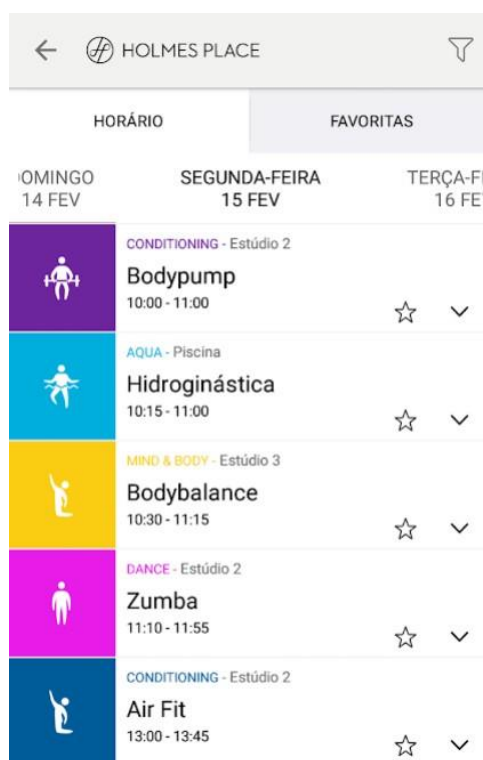 HOLMES PLACE
HORÁRIO FAVORITAS
OMINGO SEGUNDA-FEIRA TERÇA-F
14 FEV 15 FEV 16 FE
CONDITIONING - Estúdio 2
Bodypump
10:00 - 11:00
AQUA - Piscina
Hidroginástica
10:15 - 11:00
MIND & BODY - Estúdio 3
Bodybalance
10:30 - 11:15
DANCE - Estúdio 2
Zumba
11:10 - 11:55
CONDITIONING - Estúdio 2
Air Fit
13:00 - 13:45